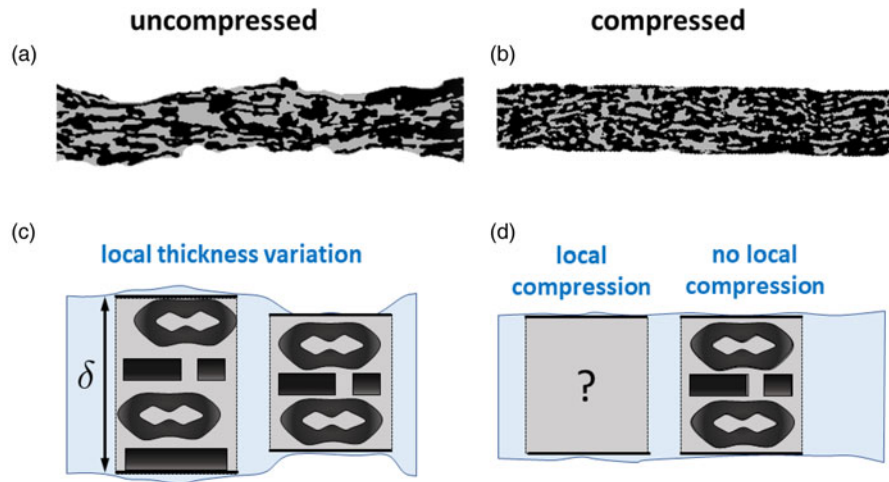 uncompressed
compressed
(a)
(b)
(c)
(d)
local thickness variation
local
compression
no local
compression
δ
?